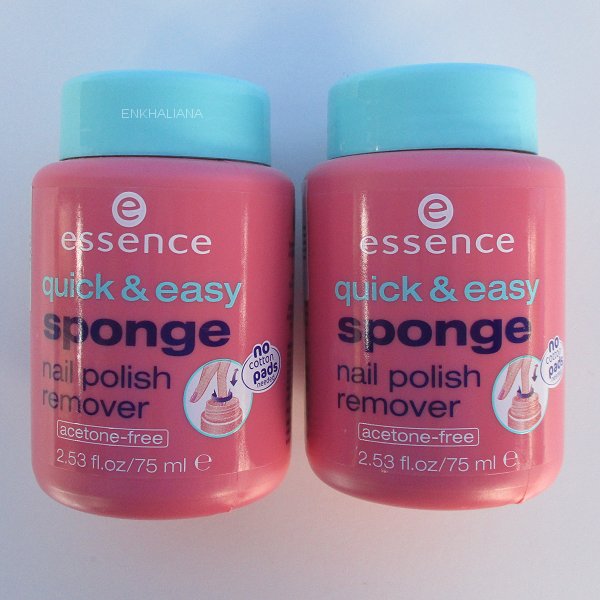 ENKHALIANA
e
essence
quick & easy
sponge
nail polish
remover
acetone-free
2.53 fl.oz/75 ml ℮
no
cotton
pads
needed
e
essence
quick & easy
sponge
nail polish
remover
acetone-free
2.53 fl.oz/75 ml ℮
no
cotton
pads
needed